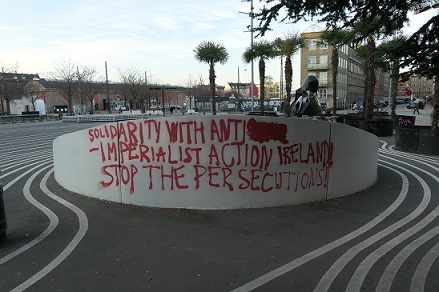 SOLIDARITY WITH ANTI
-IMPERIALIST ACTION IRELAND!
STOP THE PERSECUTIONS!